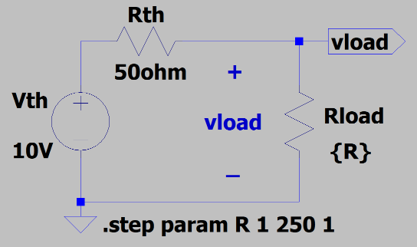 Rth
50ohm
vload
+
Vth
+
10V
vload
Rload
{R}
−
.step param R 1 250 1